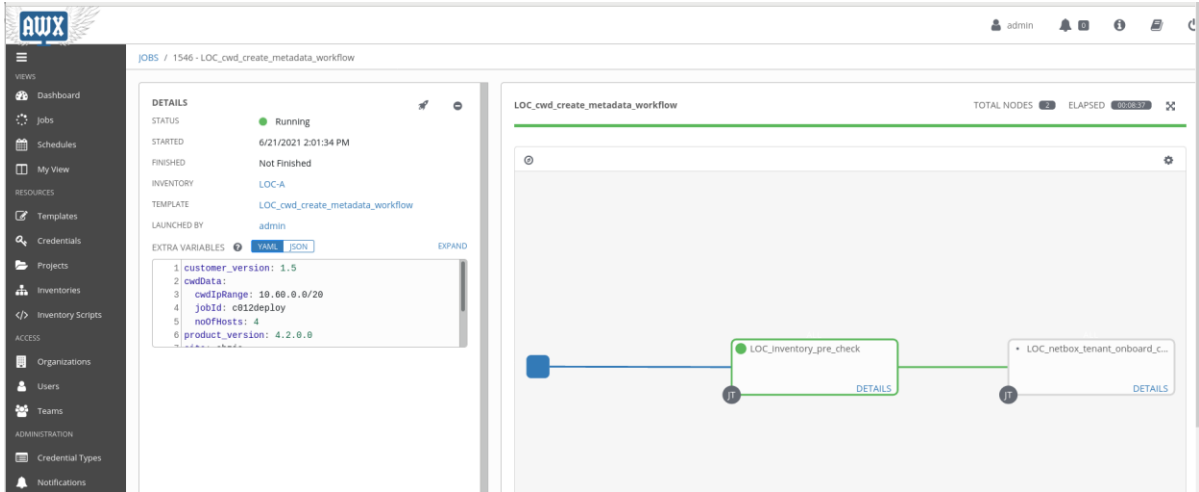 AWX
admin
0
VIEWS
Dashboard
Jobs
Schedules
My View
RESOURCES
Templates
Credentials
Projects
Inventories
Inventory Scripts
ACCESS
Organizations
Users
Teams
ADMINISTRATION
Credential Types
Notifications
JOBS / 1546 - LOC_cwd_create_metadata_workflow
DETAILS
STATUS Running
STARTED 6/21/2021 2:01:34 PM
FINISHED Not Finished
INVENTORY LOC-A
TEMPLATE LOC_cwd_create_metadata_workflow
LAUNCHED BY admin
EXTRA VARIABLES YAML JSON EXPAND
1 customer_version: 1.5
2 cwdData:
3 cwdIpRange: 10.60.0.0/20
4 jobId: c012deploy
5 noOfHosts: 4
6 product_version: 4.2.0.0
LOC_cwd_create_metadata_workflow TOTAL NODES 2 ELAPSED 00:08:37
LOC_inventory_pre_check
DETAILS
JT
LOC_netbox_tenant_onboard_c...
DETAILS
JT